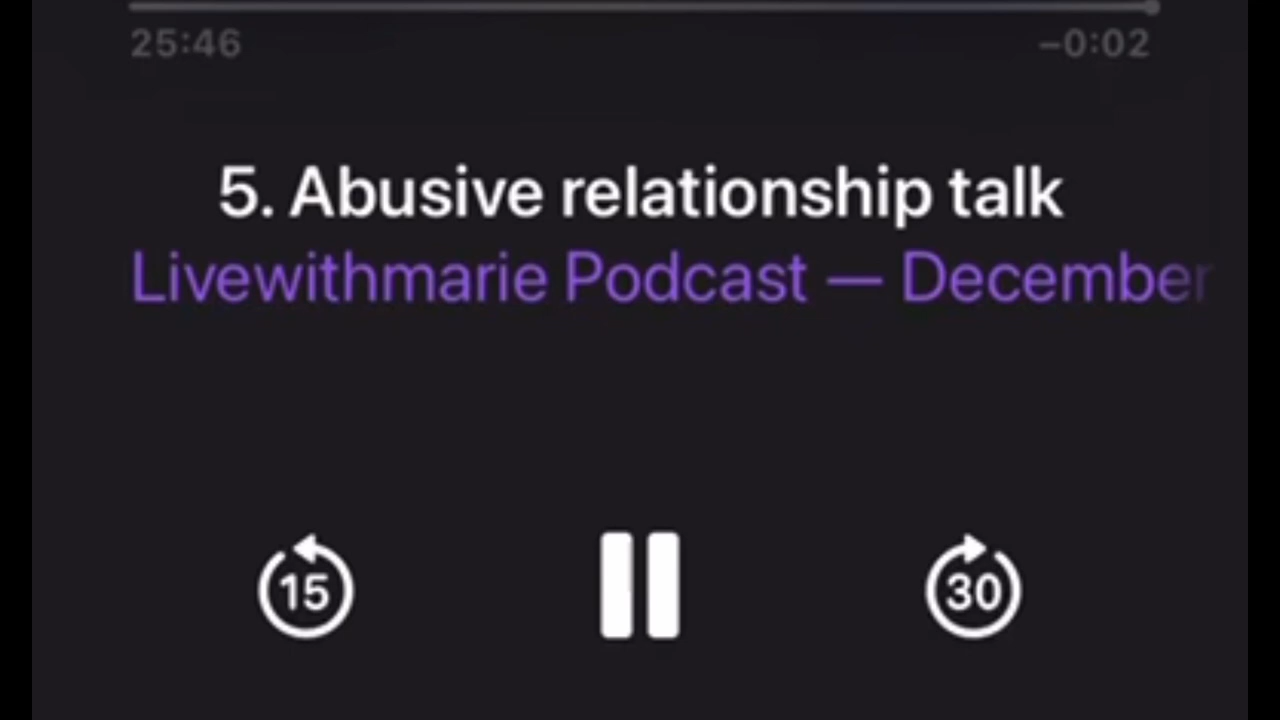 25:46 –0:02
5. Abusive relationship talk
Livewithmarie Podcast — December
15 30